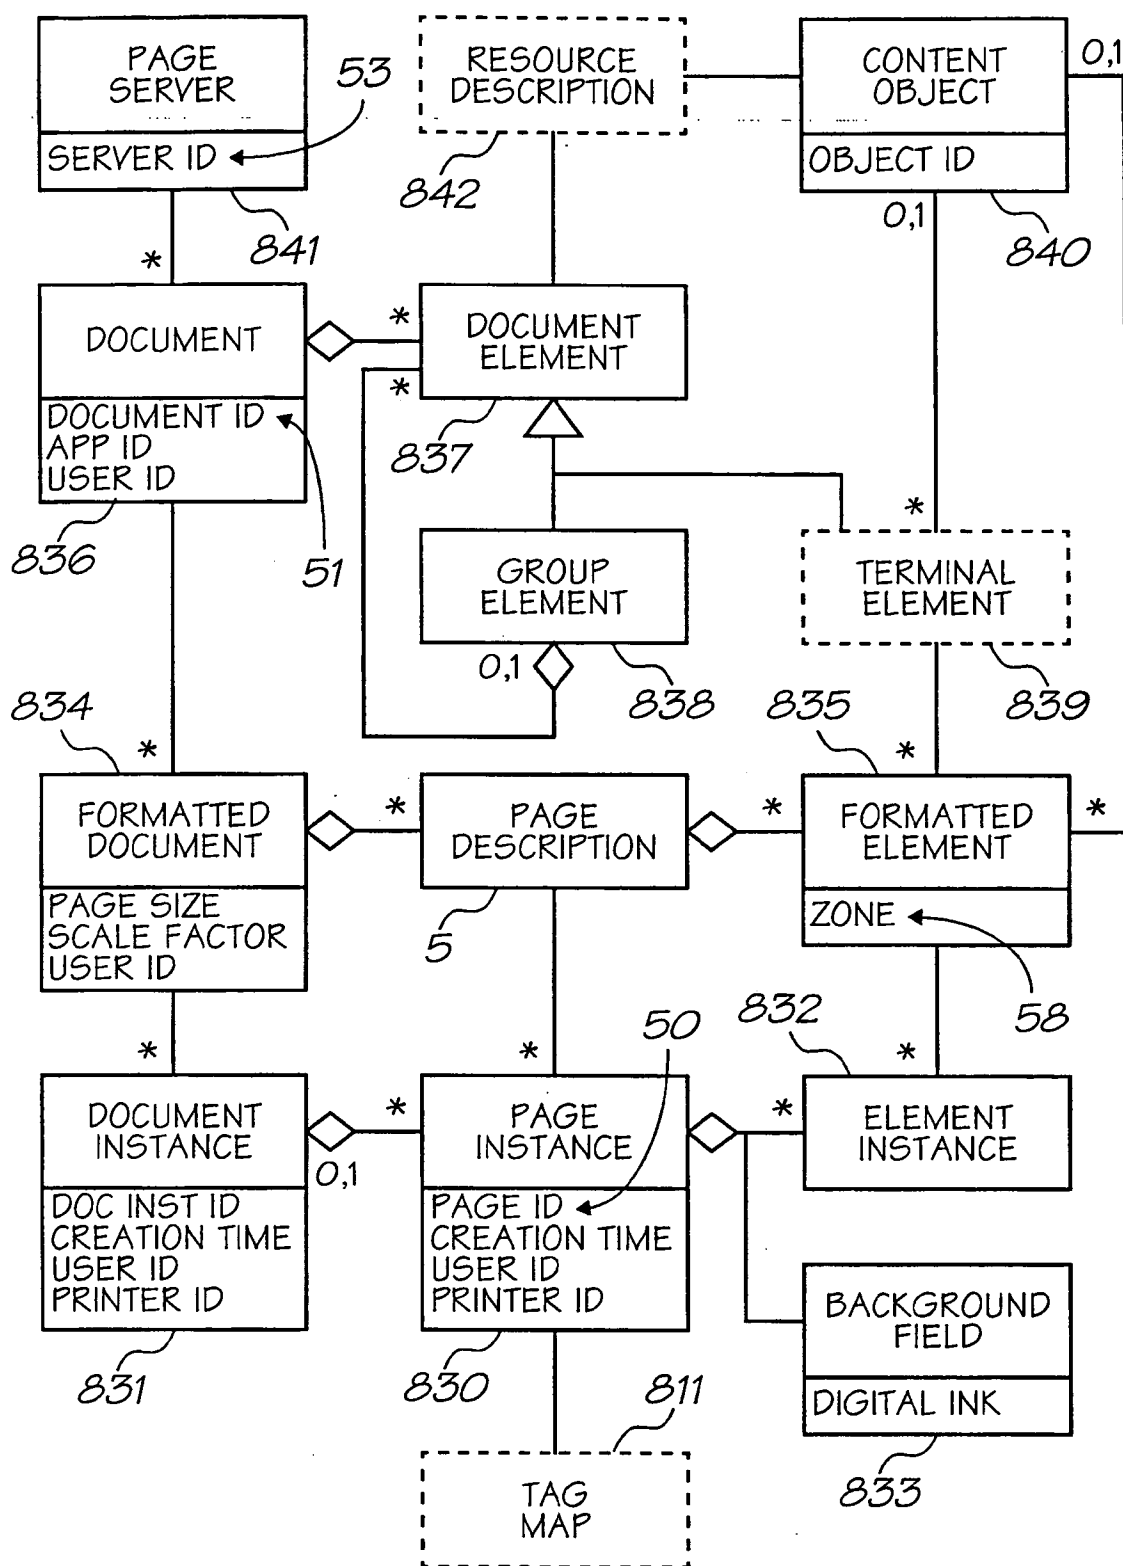 PAGE
SERVER
SERVER ID
53
841
*
RESOURCE
DESCRIPTION
842
CONTENT
OBJECT
OBJECT ID
0,1
0,1
840
DOCUMENT
DOCUMENT ID
APP ID
USER ID
836
51
*
*
DOCUMENT
ELEMENT
837
GROUP
ELEMENT
0,1
838
*
TERMINAL
ELEMENT
839
834
*
FORMATTED
DOCUMENT
PAGE SIZE
SCALE FACTOR
USER ID
*
PAGE
DESCRIPTION
5
835
*
*
*
FORMATTED
ELEMENT
ZONE
58
*
DOCUMENT
INSTANCE
0,1
DOC INST ID
CREATION TIME
USER ID
PRINTER ID
831
*
*
50
PAGE
INSTANCE
PAGE ID
CREATION TIME
USER ID
PRINTER ID
830
832
*
*
ELEMENT
INSTANCE
BACKGROUND
FIELD
DIGITAL INK
833
811
TAG
MAP